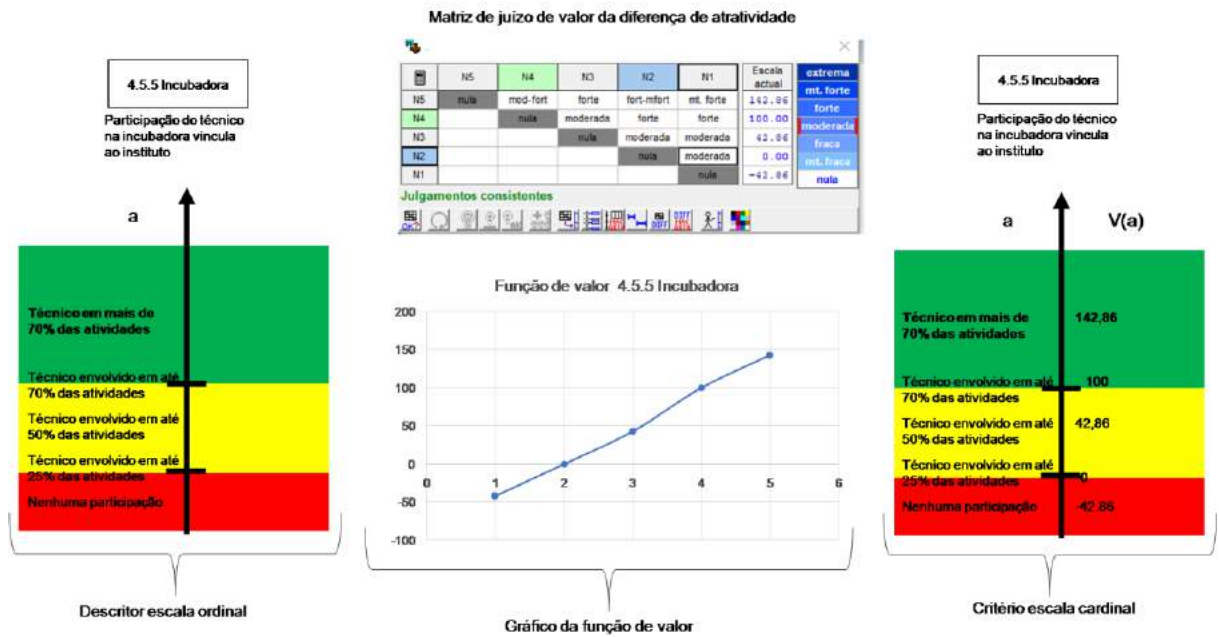 Matriz de juízo de valor da diferença de atratividade
4.5.5 Incubadora
Participação do técnico
na incubadora vincula
ao instituto
a
Técnico em mais de
70% das atividades
Técnico envolvido em até
70% das atividades
Técnico envolvido em até
50% das atividades
Técnico envolvido em até
25% das atividades
Nenhuma participação
Descritor escala ordinal
N5 N4 N3 N2 N1 Escala actual
N5 nula mod-fort forte fort-mfort mt. forte 142.86
N4 nula moderada forte forte 100.00
N3 nula moderada moderada 42.86
N2 nula moderada 0.00
N1 nula -42.86
extrema
mt. forte
forte
moderada
fraca
mt. fraca
nula
Julgamentos consistentes
OK? DIFF DIFF
Função de valor 4.5.5 Incubadora
200
150
100
50
0
-50
-100
0 1 2 3 4 5 6
Gráfico da função de valor
4.5.5 Incubadora
Participação do técnico
na incubadora vincula
ao instituto
a V(a)
Técnico em mais de 142,86
70% das atividades
Técnico envolvido em até 100
70% das atividades
Técnico envolvido em até 42,86
50% das atividades
Técnico envolvido em até
25% das atividades 0
Nenhuma participação -42.86
Critério escala cardinal